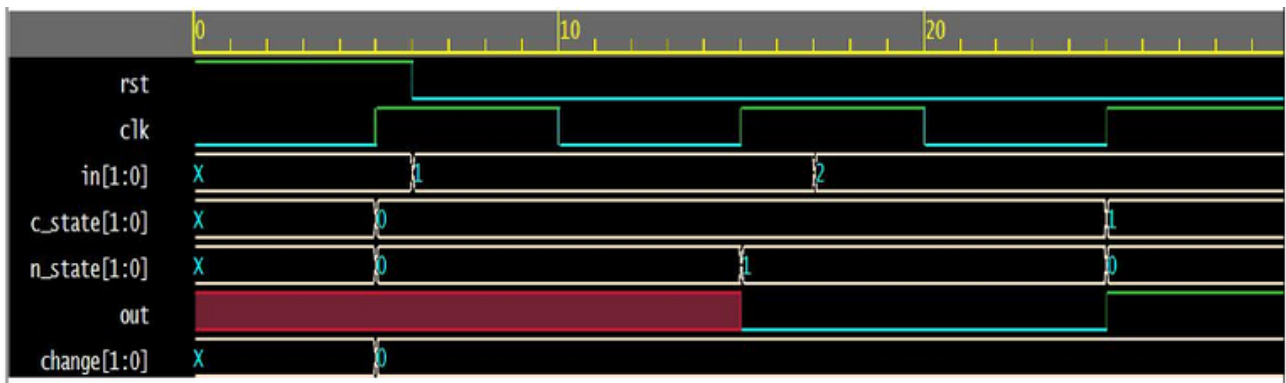 0 10 20
rst
clk
in[1:0] X 1 2
c_state[1:0] X 0 1
n_state[1:0] X 0 1 0
out
change[1:0] X 0